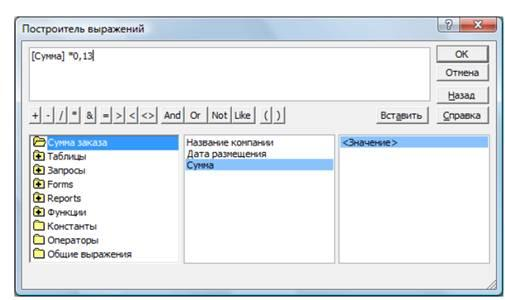 Построитель выражений
[Сумма] *0,13
ОК
Отмена
Назад
+ - / * & = > < <> And Or Not Like ( )
Вставить
Справка
Сумма заказа
Таблицы
Запросы
Forms
Reports
Функции
Константы
Операторы
Общие выражения
Название компании
Дата размещения
Сумма
<Значение>